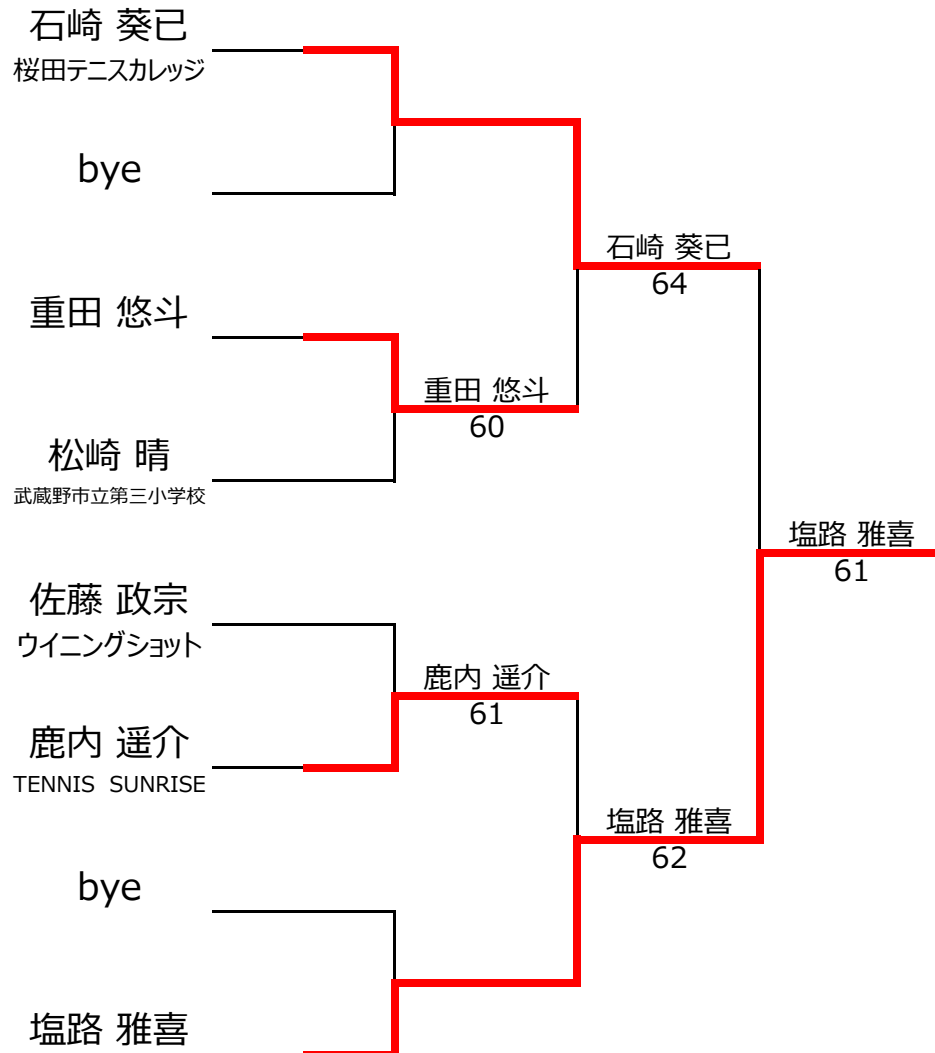 石崎 葵已
桜田テニスカレッジ
bye
石崎 葵已
64
重田 悠斗
重田 悠斗
60
松崎 晴
武蔵野市立第三小学校
塩路 雅喜
61
佐藤 政宗
ウイニングショット
鹿内 遥介
61
鹿内 遥介
TENNIS SUNRISE
塩路 雅喜
62
bye
塩路 雅喜